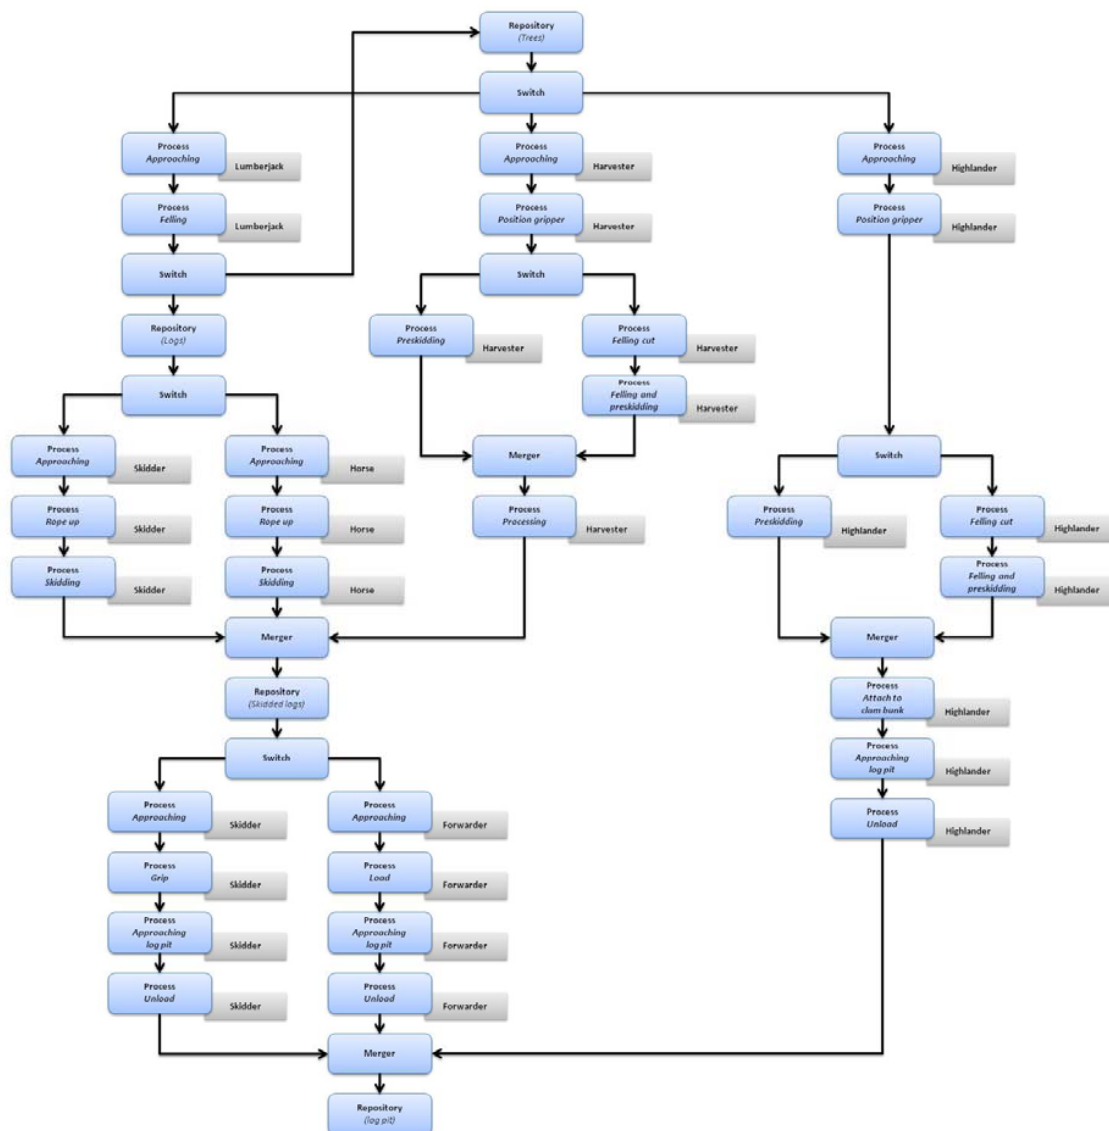 Repository
(Trees)
Switch
Process
Approaching
Lumberjack
Process
Approaching
Harvester
Process
Approaching
Highlander
Process
Felling
Lumberjack
Process
Position gripper
Harvester
Process
Position gripper
Highlander
Switch
Switch
Repository
(Logs)
Process
Preskidding
Harvester
Process
Felling cut
Harvester
Switch
Process
Felling and
preskidding
Harvester
Process
Approaching
Skidder
Process
Approaching
Horse
Merger
Switch
Process
Rope up
Skidder
Process
Rope up
Horse
Process
Processing
Harvester
Process
Preskidding
Highlander
Process
Felling cut
Highlander
Process
Skidding
Skidder
Process
Skidding
Horse
Process
Felling and
preskidding
Highlander
Merger
Merger
Repository
(Skidded logs)
Process
Attach to
clam bunk
Highlander
Switch
Process
Approaching
log pit
Highlander
Process
Approaching
Skidder
Process
Approaching
Forwarder
Process
Unload
Highlander
Process
Grip
Skidder
Process
Load
Forwarder
Process
Approaching
log pit
Skidder
Process
Approaching
log pit
Forwarder
Process
Unload
Skidder
Process
Unload
Forwarder
Merger
Repository
(log pit)